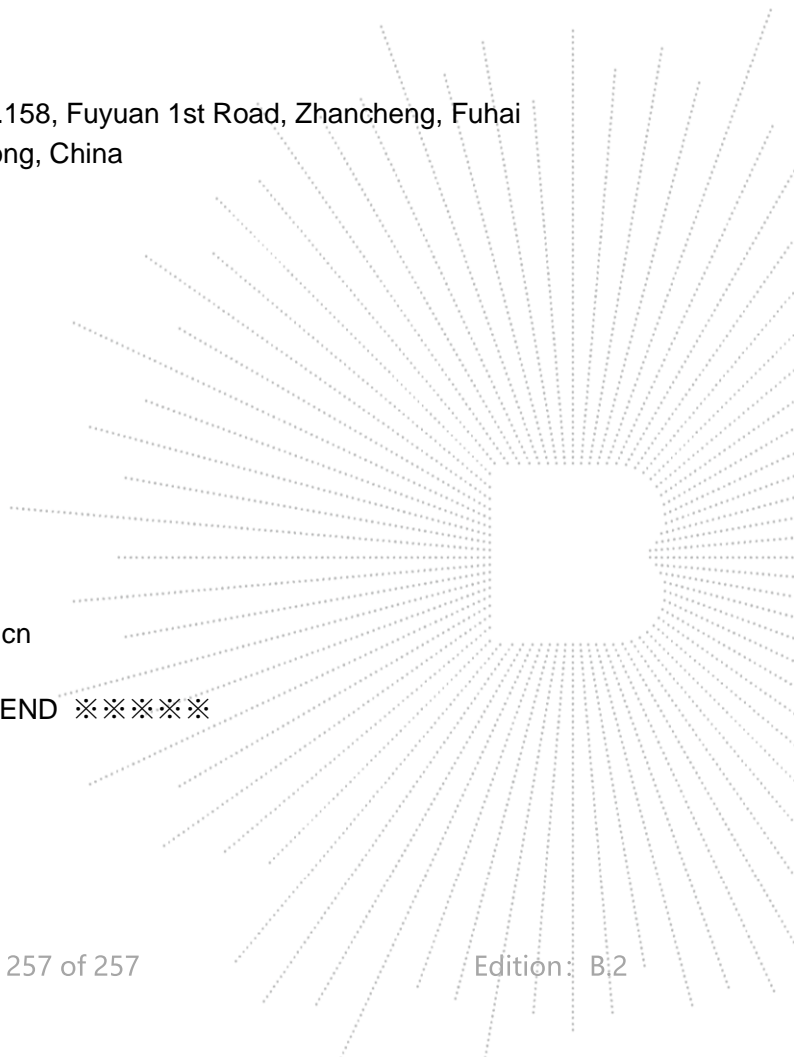 .158, Fuyuan 1st Road, Zhancheng, Fuhai
ong, China
cn
END ※※※※※
257 of 257 Edition：B.2